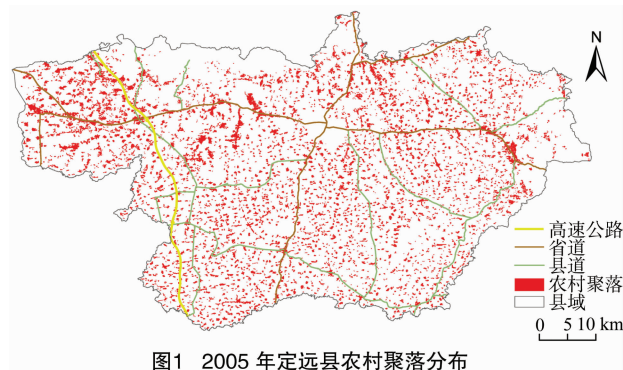 N
高速公路
省道
县道
农村聚落
县域
0 5 10 km
图1 2005 年定远县农村聚落分布